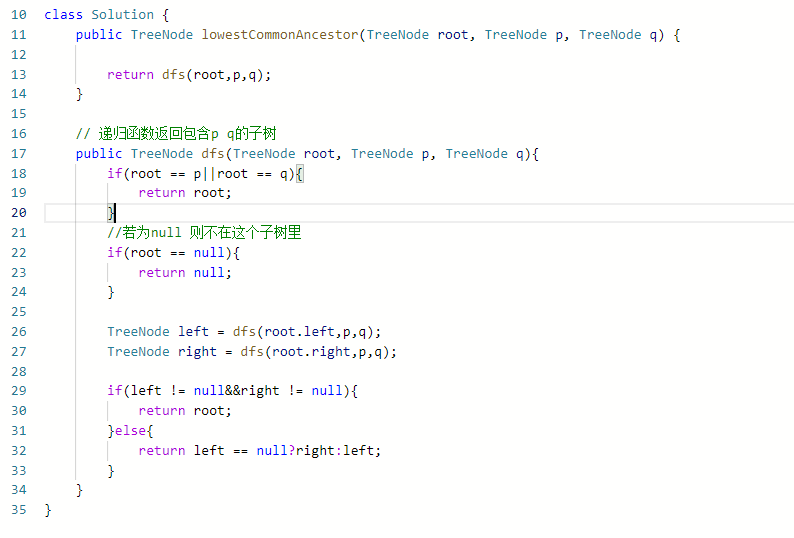 10 class Solution {
11     public TreeNode lowestCommonAncestor(TreeNode root, TreeNode p, TreeNode q) {
12
13         return dfs(root,p,q);
14     }
15
16     // 递归函数返回包含p q的子树
17     public TreeNode dfs(TreeNode root, TreeNode p, TreeNode q){
18         if(root == p||root == q){
19             return root;
20         }
21         //若为null 则不在这个子树里
22         if(root == null){
23             return null;
24         }
25
26         TreeNode left = dfs(root.left,p,q);
27         TreeNode right = dfs(root.right,p,q);
28
29         if(left != null&&right != null){
30             return root;
31         }else{
32             return left == null?right:left;
33         }
34     }
35 }